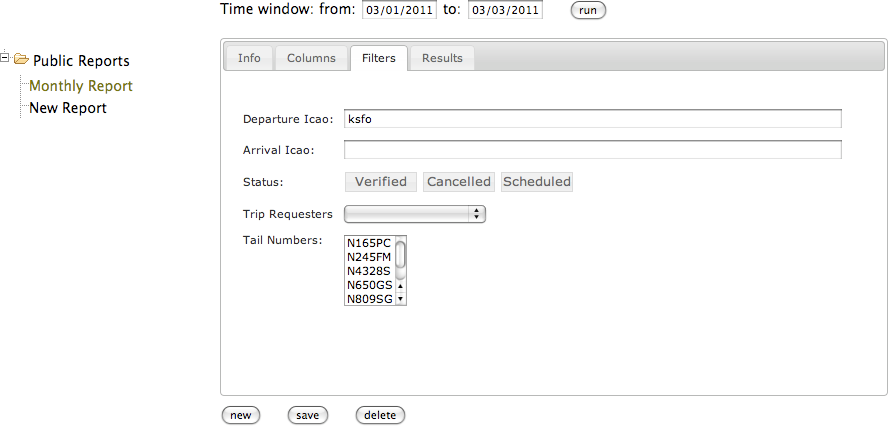 Time window: from: 03/01/2011 to: 03/03/2011 run
Public Reports
Monthly Report
New Report
Info Columns Filters Results
Departure Icao: ksfo
Arrival Icao:
Status: Verified Cancelled Scheduled
Trip Requesters
Tail Numbers: N165PC
N245FM
N4328S
N650GS
N809SG
new save delete